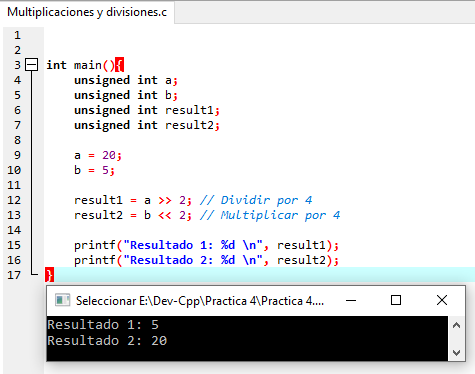 Multiplicaciones y divisiones.c
1
2
3 int main(){
4 unsigned int a;
5 unsigned int b;
6 unsigned int result1;
7 unsigned int result2;
8
9 a = 20;
10 b = 5;
11
12 result1 = a >> 2; // Dividir por 4
13 result2 = b << 2; // Multiplicar por 4
14
15 printf("Resultado 1: %d \n", result1);
16 printf("Resultado 2: %d \n", result2);
17 }
Seleccionar E:\Dev-Cpp\Practica 4\Practica 4....
Resultado 1: 5
Resultado 2: 20